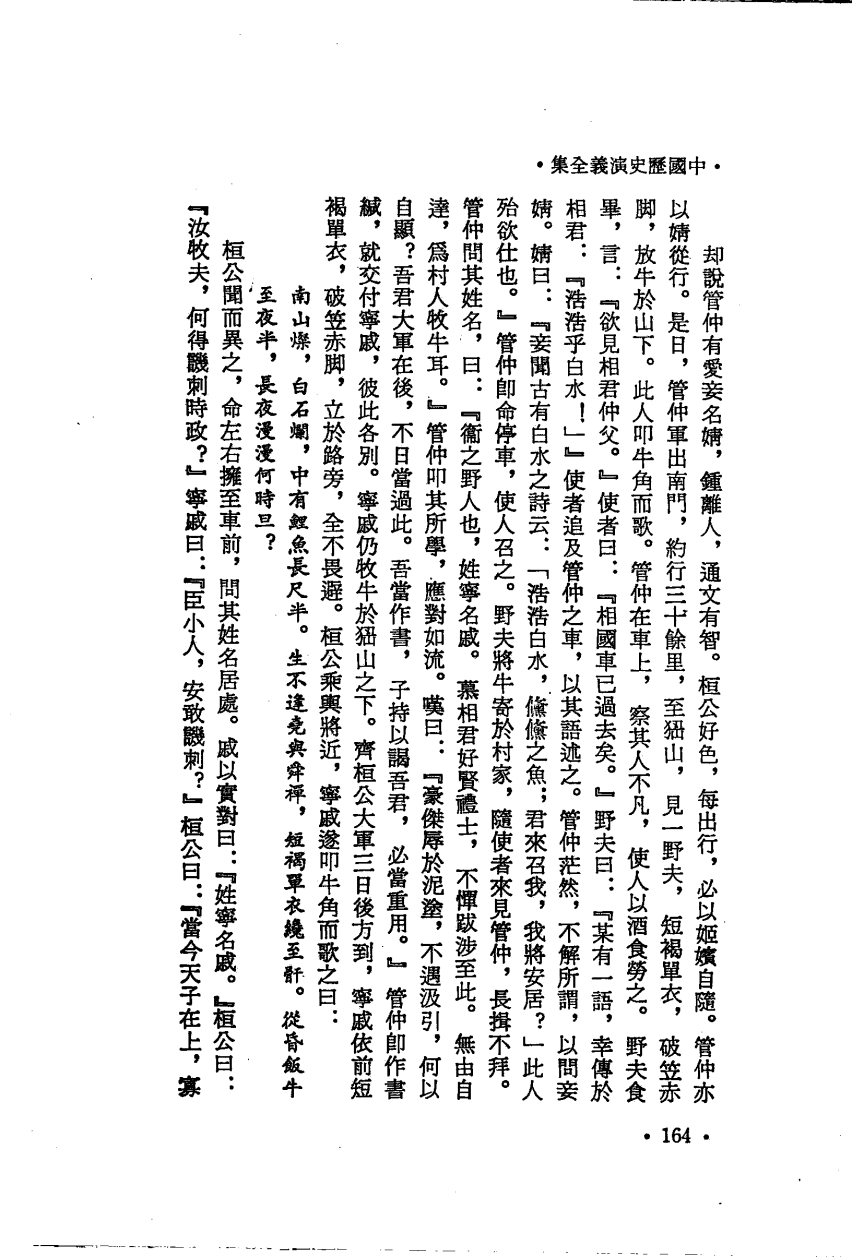 ·中國歷史演義全集·
却說管仲有愛妾名婧，鍾離人，通文有智。桓公好色，每出行，必以姬嬪自隨。管仲亦
以婧從行。是日，管仲軍出南門，約行三十餘里，至峱山，見一野夫，短褐單衣，破笠赤
脚，放牛於山下。此人叩牛角而歌。管仲在車上，察其人不凡，使人以酒食勞之。野夫食
畢，言：『欲見相君仲父。』使者曰：『相國車已過去矣。』野夫曰：『某有一語，幸傳於
相君：『浩浩乎白水！」』使者追及管仲之車，以其語述之。管仲茫然，不解所謂，以問妾
婧。婧曰：『妾聞古有白水之詩云：「浩浩白水，儵儵之魚；君來召我，我將安居？」此人
殆欲仕也。』管仲卽命停車，使人召之。野夫將牛寄於村家，隨使者來見管仲，長揖不拜。
管仲問其姓名，曰：『衞之野人也，姓寧名戚。慕相君好賢禮士，不憚跋涉至此。無由自
達，爲村人牧牛耳。』管仲叩其所學，應對如流。嘆曰：『豪傑辱於泥塗，不遇汲引，何以
自顯？吾君大軍在後，不日當過此。吾當作書，子持以謁吾君，必當重用。』管仲卽作書
緘，就交付寧戚，彼此各別。寧戚仍牧牛於峱山之下。齊桓公大軍三日後方到，寧戚依前短
褐單衣，破笠赤脚，立於路旁，全不畏避。桓公乘輿將近，寧戚遂叩牛角而歌之曰：
南山燦，白石爛，中有鯉魚長尺半。生不逢堯與舜禪，短褐單衣纔至骭。從昏飯牛
至夜半，長夜漫漫何時旦？
桓公聞而異之，命左右擁至車前，問其姓名居處。戚以實對曰：『姓寧名戚。』桓公曰：
『汝牧夫，何得譏刺時政？』寧戚曰：『臣小人，安敢譏刺？』桓公曰：『當今天子在上，寡
·164·